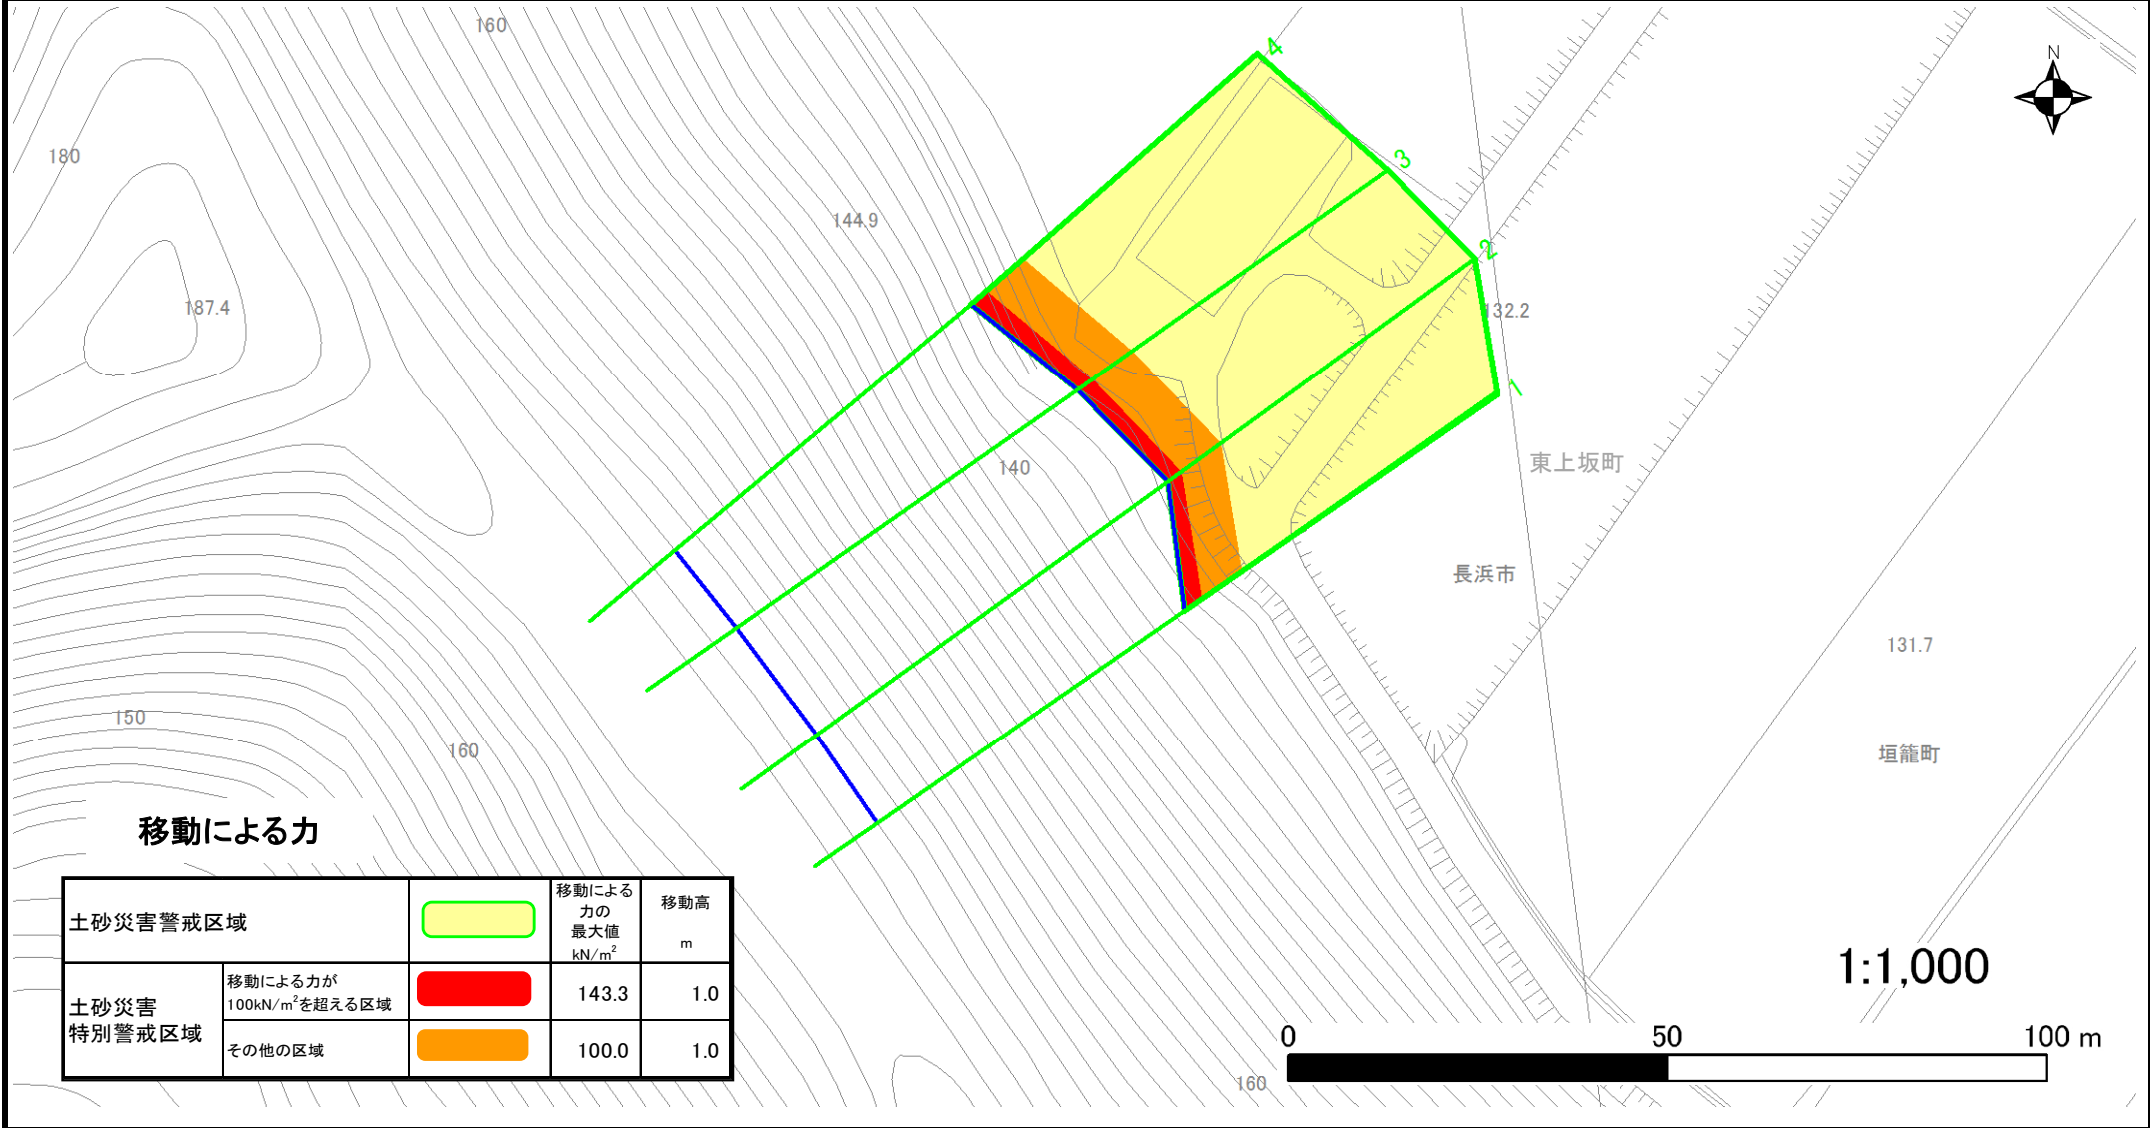 160
4
N
3
180
144.9
2
187.4
132.2
1
東上坂町
140
長浜市
131.7
150
160
垣籠町
移動による力
土砂災害警戒区域
移動による
力の
最大値
kN/m²
移動高
m
土砂災害
特別警戒区域
移動による力が
100kN/m²を超える区域
143.3
1.0
その他の区域
100.0
1.0
1:1,000
0
50
100 m
160